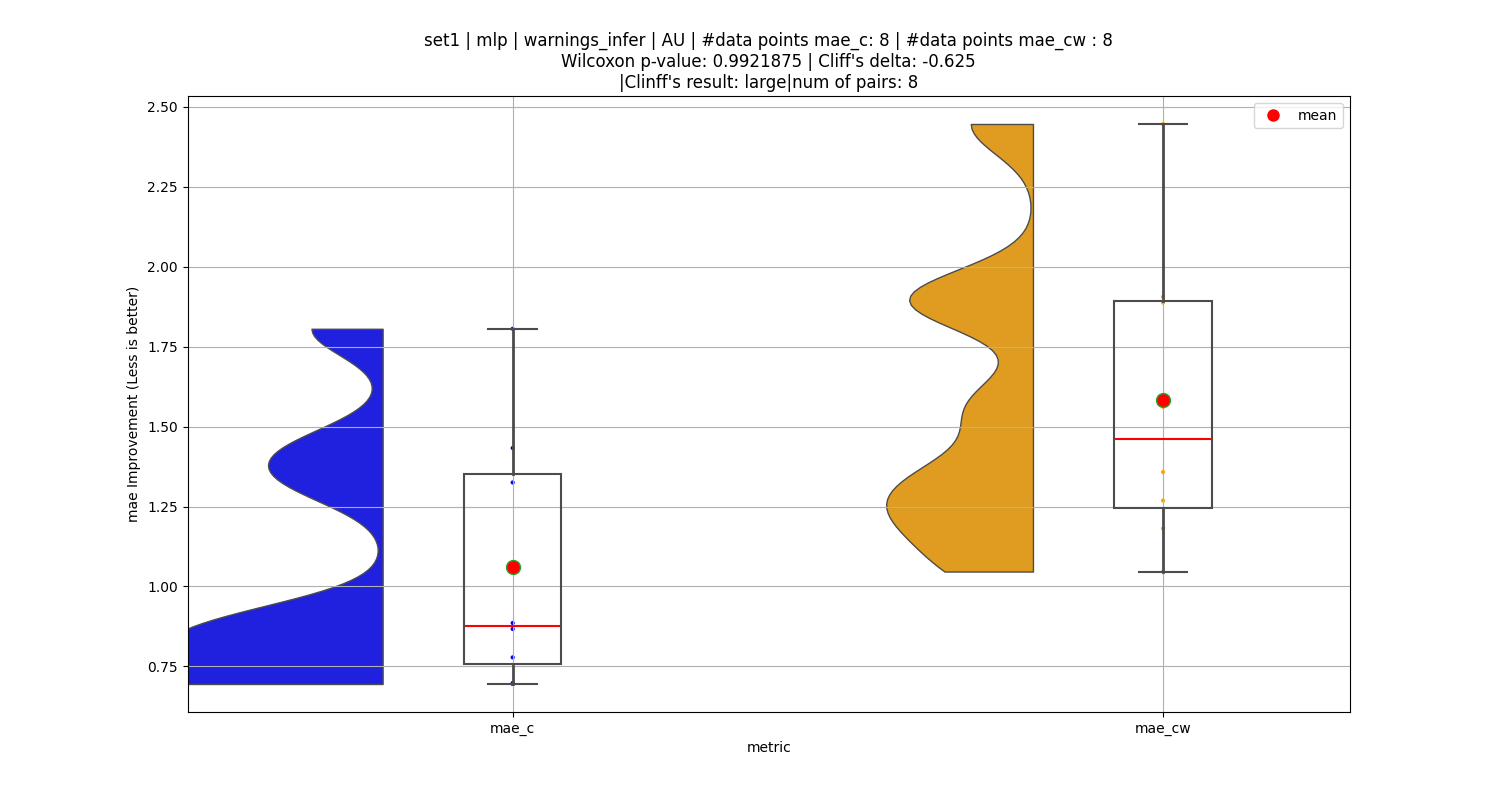 set1 | mlp | warnings_infer | AU | #data points mae_c: 8 | #data points mae_cw : 8
Wilcoxon p-value: 0.9921875 | Cliff's delta: -0.625
|Clinff's result: large|num of pairs: 8
mean
mae Improvement (Less is better)
2.50
2.25
2.00
1.75
1.50
1.25
1.00
0.75
mae_c
mae_cw
metric